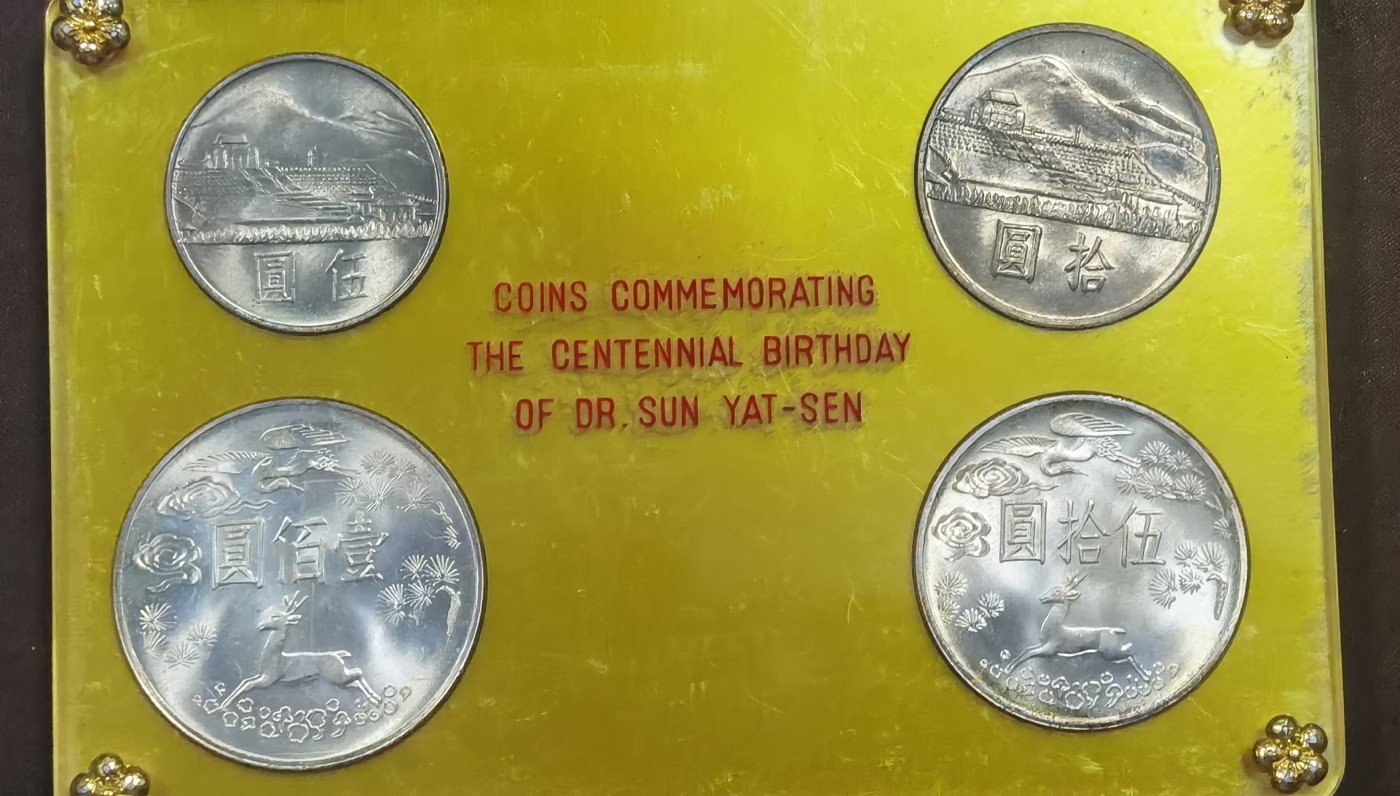 圓伍
圓拾
COINS COMMEMORATING
THE CENTENNIAL BIRTHDAY
OF DR. SUN YAT-SEN
圓佰壹
圓拾伍